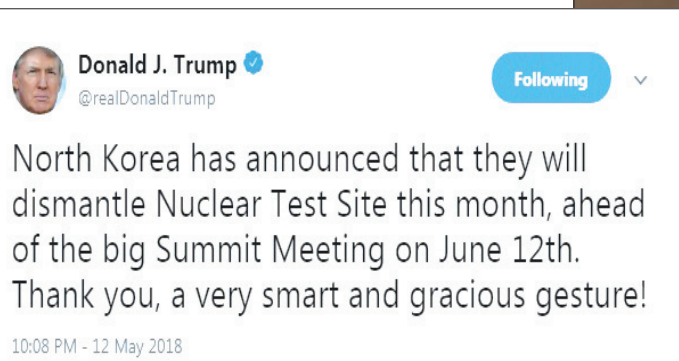 Donald J. Trump
Following
@realDonaldTrump
North Korea has announced that they will
dismantle Nuclear Test Site this month, ahead
of the big Summit Meeting on June 12th.
Thank you, a very smart and gracious gesture!
10:08 PM - 12 May 2018